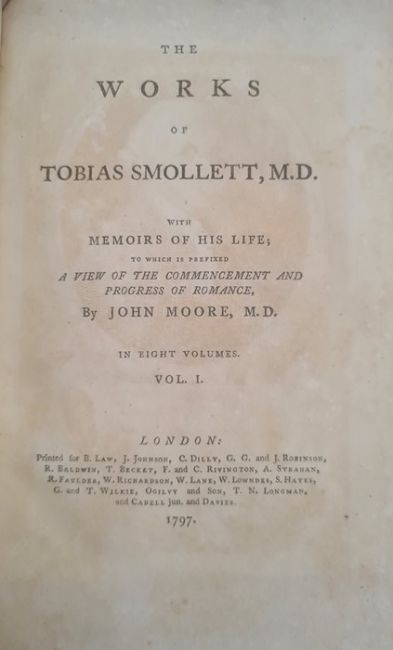 THE
WORKS
OF
TOBIAS SMOLLETT, M.D.
WITH
MEMOIRS OF HIS LIFE;
TO WHICH IS PREFIXED
A VIEW OF THE COMMENCEMENT AND
PROGRESS OF ROMANCE,
By JOHN MOORE, M.D.
IN EIGHT VOLUMES.
VOL. I.
LONDON:
Printed for B. LAW, J. JOHNSON, C. DILLY, G. G. and J. ROBINSON,
R. BALDWIN, T. BECKET, F. and C. RIVINGTON, A. STRAHAN,
R. FAULDER, W. RICHARDSON, W. LANE, W. LOWNDES, S. HAYES,
G. and T. WILKIE, OGILVY and SON, T. N. LONGMAN,
and CADELL jun. and DAVIES.
1797.